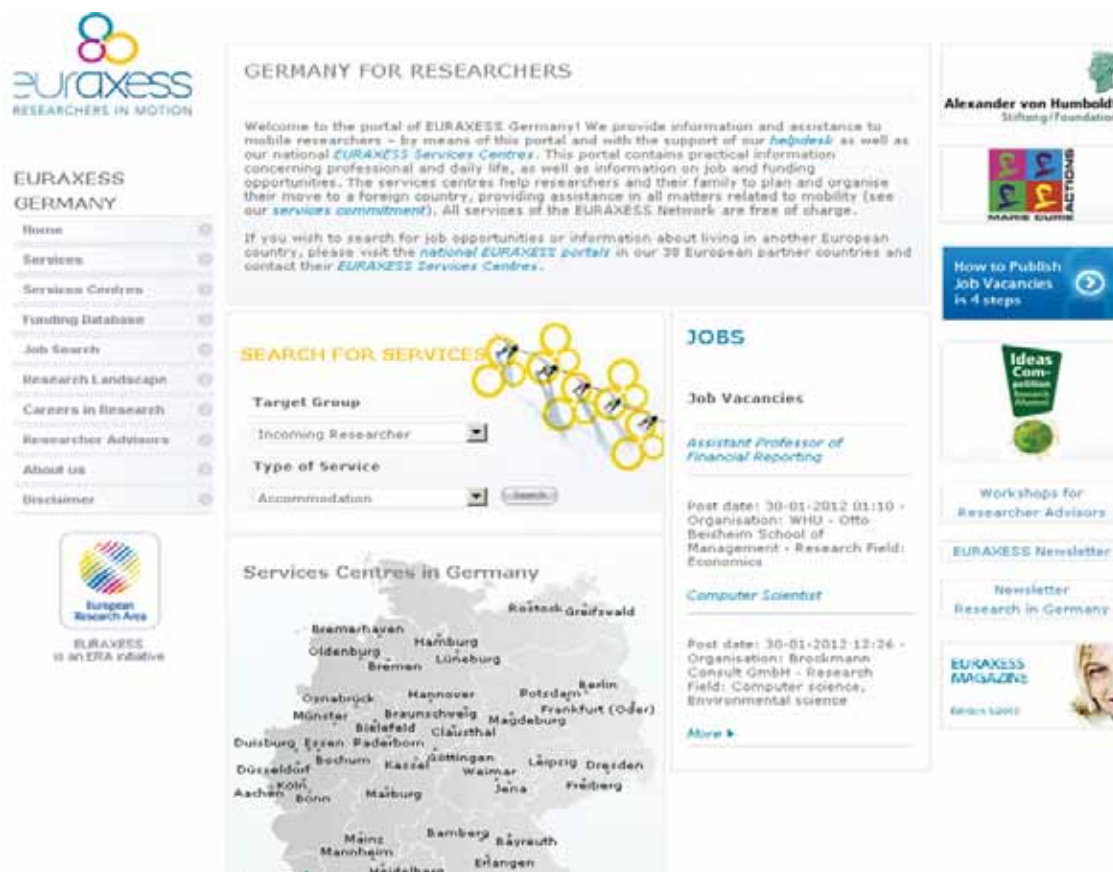 euraxess
RESEARCHERS IN MOTION
EURAXESS
GERMANY
Home
Services
Services Centres
Funding Database
Job Search
Research Landscape
Careers in Research
Researcher Advisors
About us
Disclaimer
European
Research Area
EURAXESS
is an ERA initiative
GERMANY FOR RESEARCHERS
Welcome to the portal of EURAXESS Germany! We provide information and assistance to
mobile researchers - by means of this portal and with the support of our helpdesk as well as
our national EURAXESS Services Centres. This portal contains practical information
concerning professional and daily life, as well as information on job and funding
opportunities. The services centres help researchers and their family to plan and organise
their move to a foreign country, providing assistance in all matters related to mobility (see
our services commitment). All services of the EURAXESS Network are free of charge.
If you wish to search for job opportunities or information about living in another European
country, please visit the national EURAXESS portals in our 38 European partner countries and
contact their EURAXESS Services Centres.
SEARCH FOR SERVICES
Target Group
Incoming Researcher
Type of Service
Accommodation
Search
Services Centres in Germany
Rostock Greifswald
Bremerhaven
Hamburg
Oldenburg
Lüneburg
Bremen
Berlin
Osnabrück Hannover Potsdam
Frankfurt (Oder)
Münster Braunschweig Magdeburg
Bielefeld Clausthal
Duisburg Essen Paderborn
Bochum Kassel Göttingen Leipzig Dresden
Düsseldorf Weimar
Köln Jena Freiberg
Aachen Bonn Marburg
Mainz Bamberg Bayreuth
Mannheim
Erlangen
Heidelberg
JOBS
Job Vacancies
Assistant Professor of
Financial Reporting
Post date: 30-01-2012 01:10 -
Organisation: WHU - Otto
Beisheim School of
Management - Research Field:
Economics
Computer Scientist
Post date: 30-01-2012 12:26 -
Organisation: Brockmann
Consult GmbH - Research
Field: Computer science,
Environmental science
More
Alexander von Humboldt
Stiftung/Foundation
MARIE CURIE ACTIONS
How to Publish
Job Vacancies
in 4 steps
Ideas
Com-
petition
Research
Alumni
Workshops for
Researcher Advisors
EURAXESS Newsletter
Newsletter
Research in Germany
EURAXESS
MAGAZINE